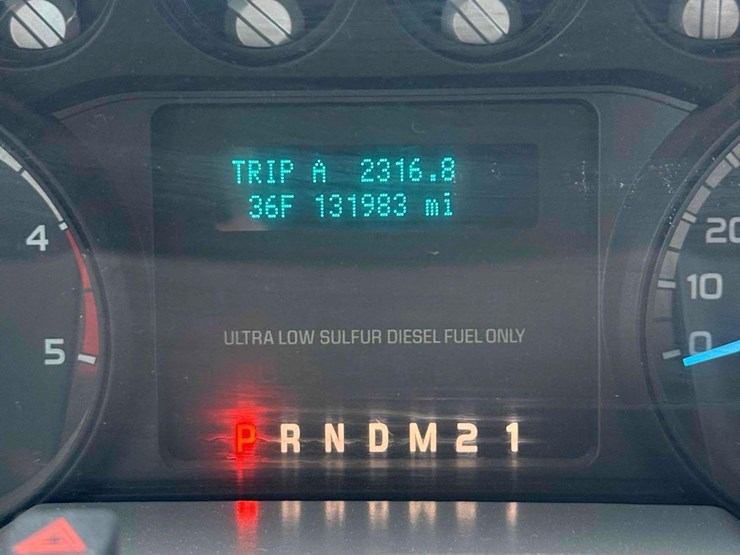 TRIP A 2316.8
36F 131983 mi
4
5
20
10
0
ULTRA LOW SULFUR DIESEL FUEL ONLY
P R N D M 2 1